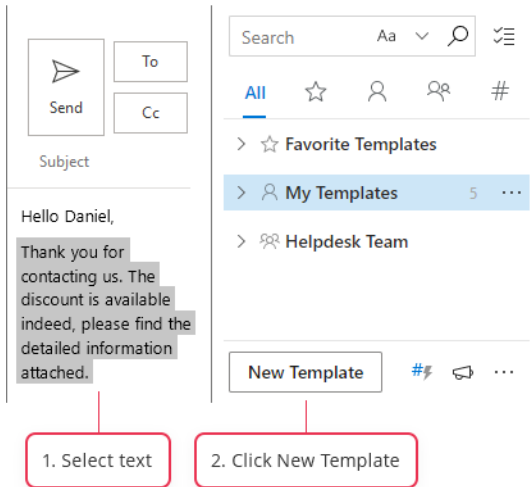 Send
To
Cc
Subject
Hello Daniel,
Thank you for
contacting us. The
discount is available
indeed, please find the
detailed information
attached.
Search Aa
All #
Favorite Templates
My Templates 5 ...
Helpdesk Team
New Template # ...
1. Select text
2. Click New Template